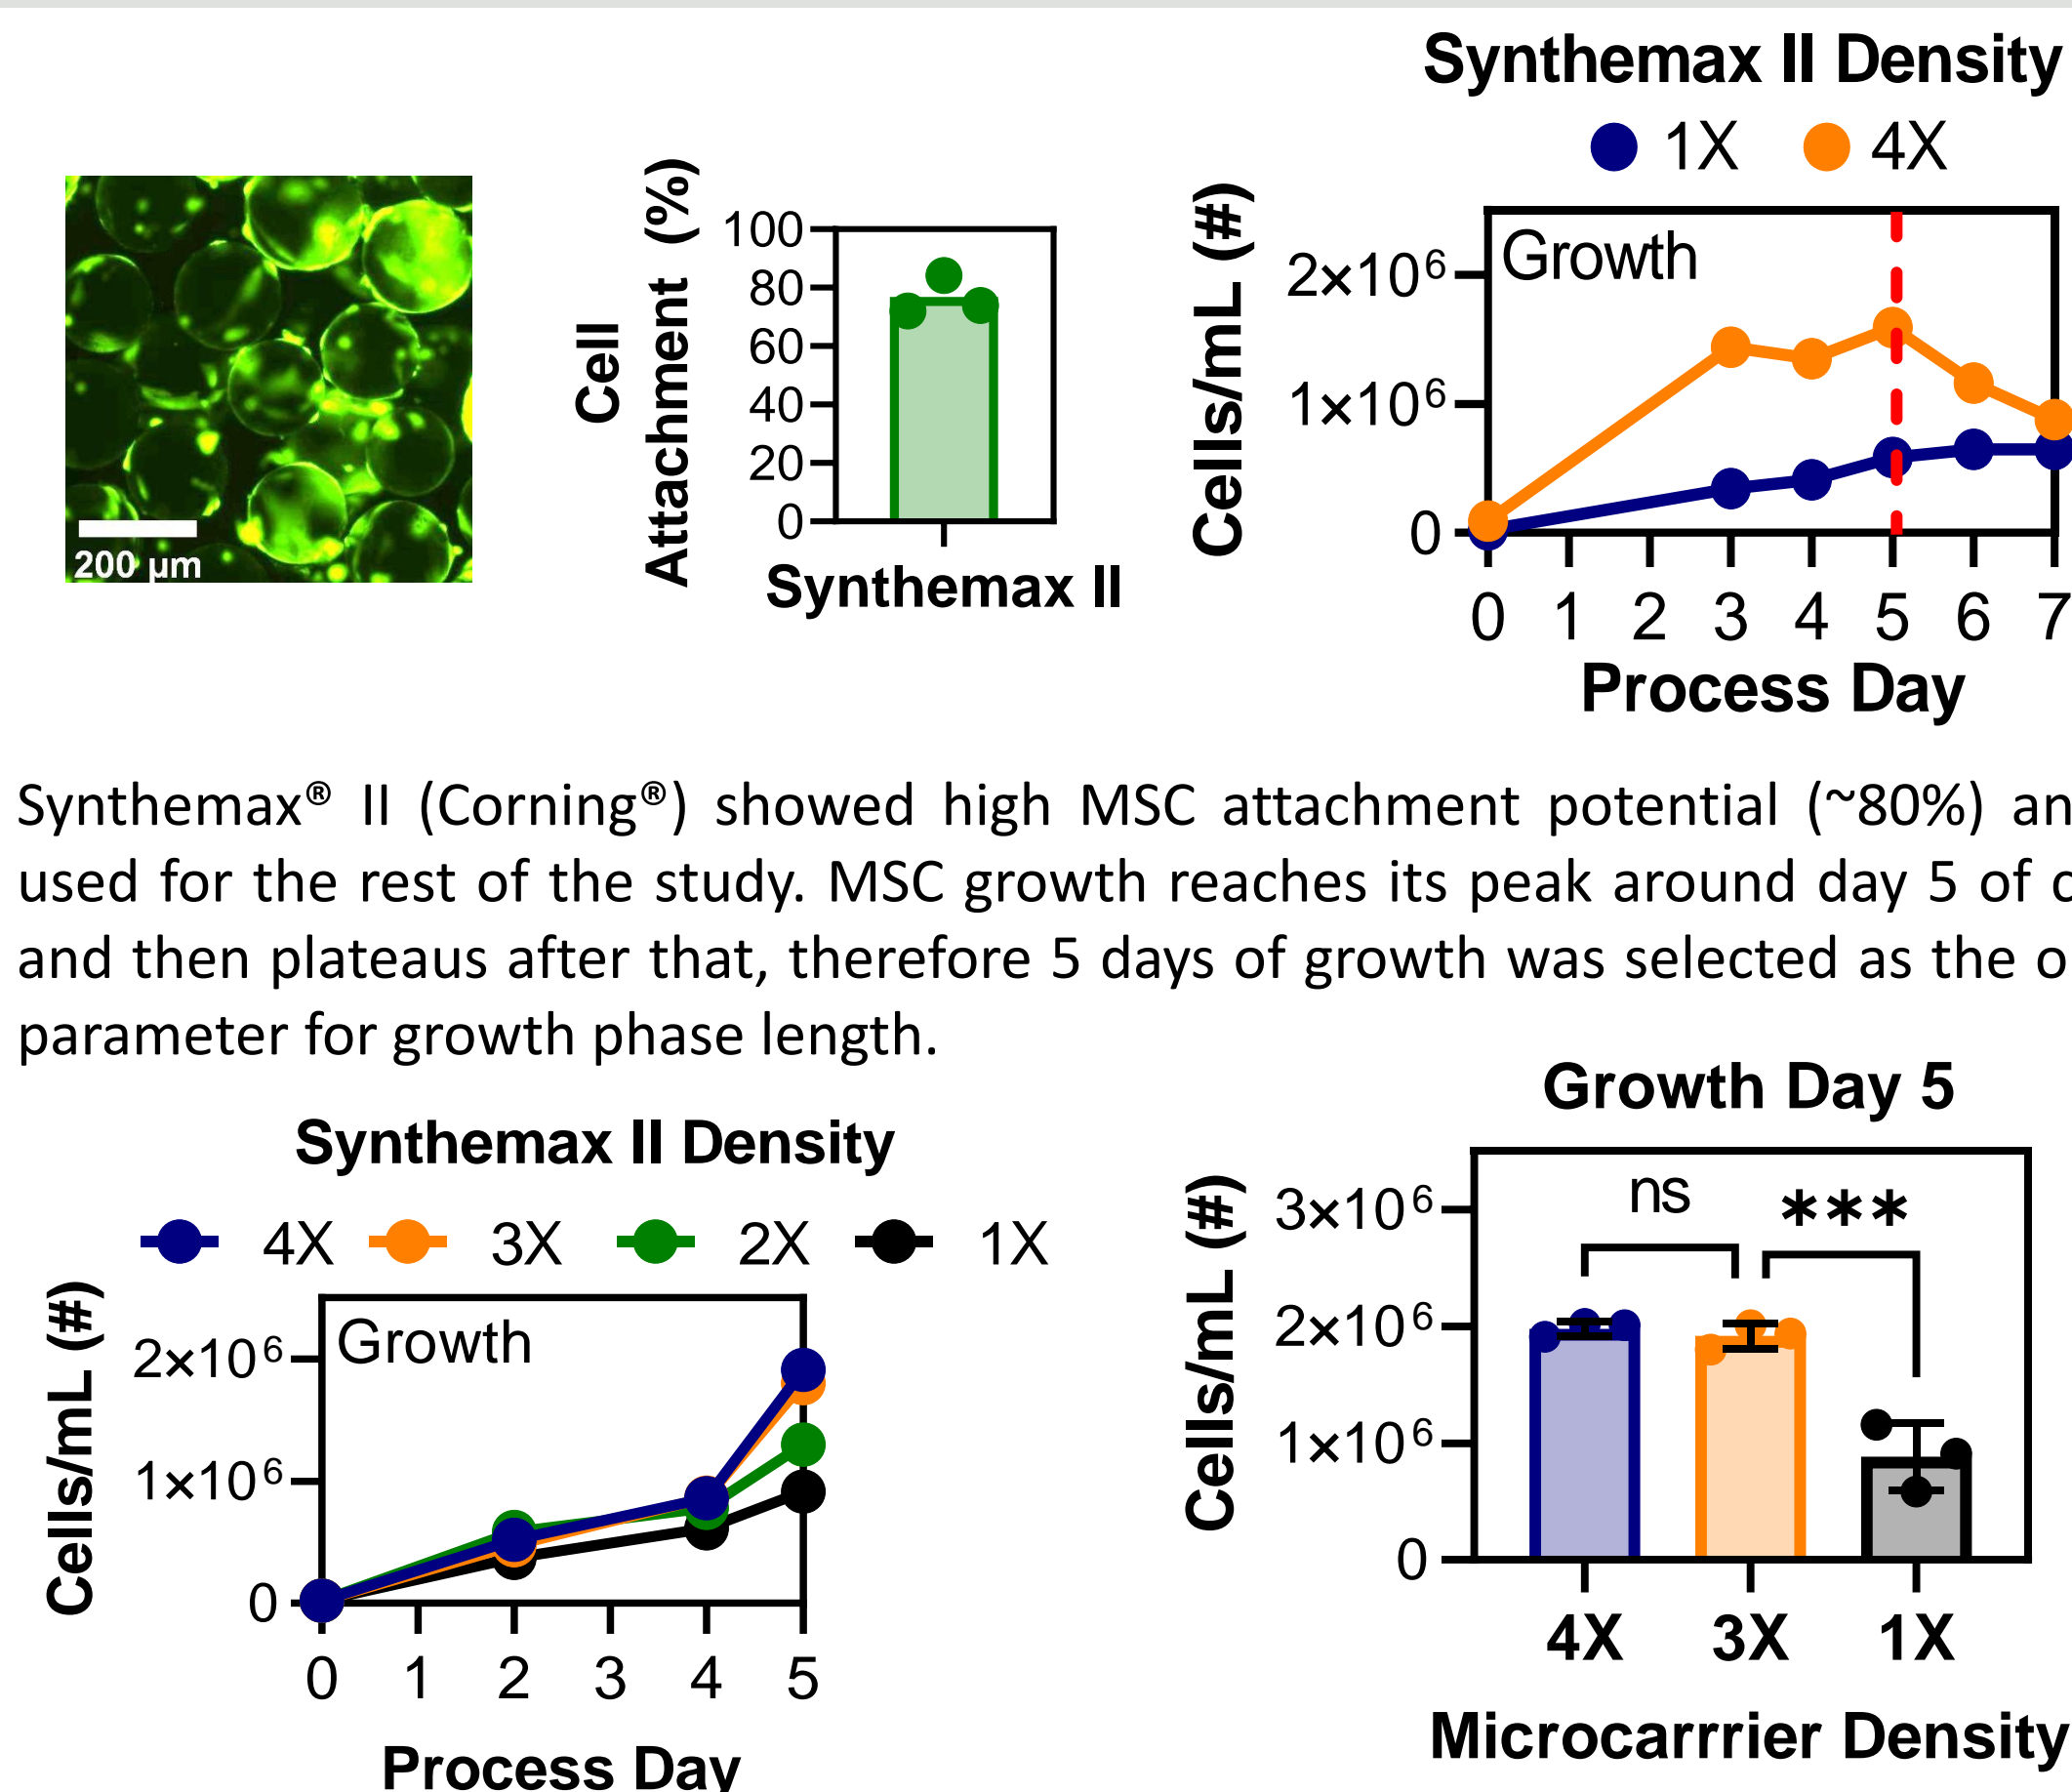 200 µm
Cell
Attachment (%)
100
80
60
40
20
0
Synthemax II
Synthemax II Density
1X 4X
Cells/mL (#)
Growth
2×10⁶
1×10⁶
0
0 1 2 3 4 5 6 7
Process Day
Synthemax® II (Corning®) showed high MSC attachment potential (~80%)
used for the rest of the study. MSC growth reaches its peak around day 5 of
and then plateaus after that, therefore 5 days of growth was selected as the
parameter for growth phase length.
Synthemax II Density
4X 3X 2X 1X
Cells/mL (#)
Growth
2×10⁶
1×10⁶
0
0 1 2 3 4 5
Process Day
Growth Day 5
Cells/mL (#)
ns ***
3×10⁶
2×10⁶
1×10⁶
0
4X 3X 1X
Microcarrrier Density